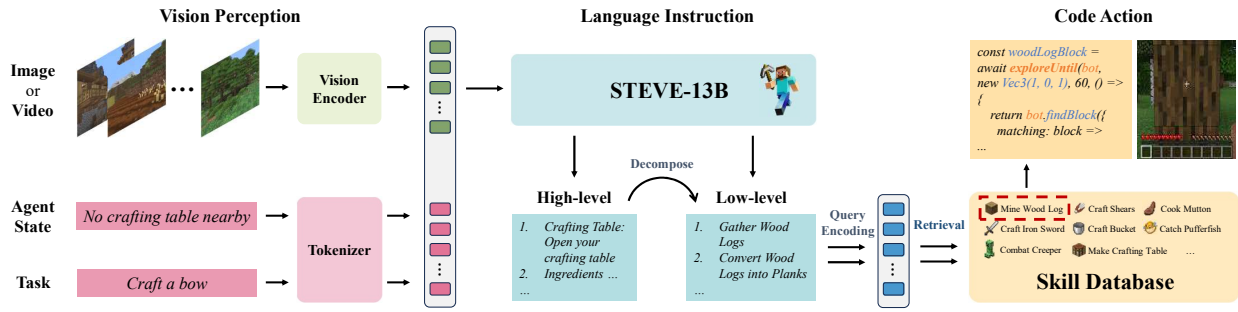 Vision Perception
Language Instruction
Code Action
Image
or
Video
Vision
Encoder
STEVE-13B
Agent
State
No crafting table nearby
Task
Craft a bow
Tokenizer
Decompose
High-level
Low-level
1. Crafting Table:
Open your
crafting table
2. Ingredients …
…
1. Gather Wood
Logs
2. Convert Wood
Logs into Planks
…
Query
Encoding
Retrieval
const woodLogBlock =
await exploreUntil(bot,
new Vec3(1, 0, 1), 60, () =>
{
return bot.findBlock({
matching: block =>
...
Mine Wood Log
Craft Shears
Cook Mutton
Craft Iron Sword
Craft Bucket
Catch Pufferfish
Combat Creeper
Make Crafting Table
...
Skill Database